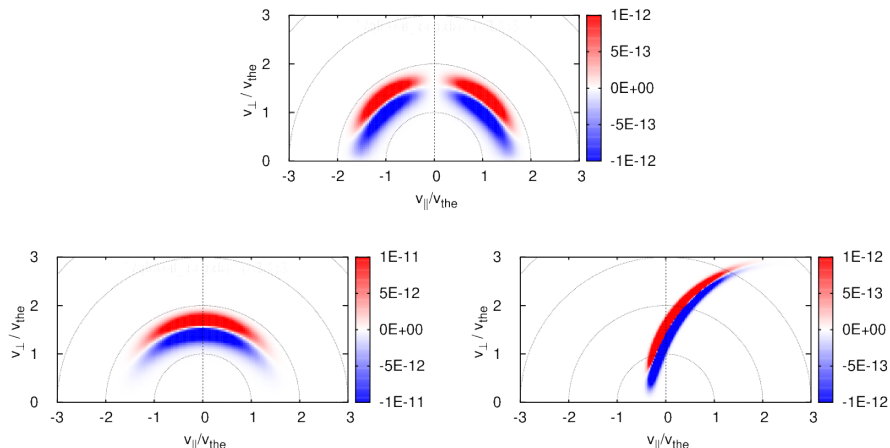 3
2
1
0
-3 -2 -1 0 1 2 3
v⊥ / vthe
v||/vthe
1E-12
5E-13
0E+00
-5E-13
-1E-12
3
2
1
0
-3 -2 -1 0 1 2 3
v⊥ / vthe
v||/vthe
1E-11
5E-12
0E+00
-5E-12
-1E-11
3
2
1
0
-3 -2 -1 0 1 2 3
v⊥ / vthe
v||/vthe
1E-12
5E-13
0E+00
-5E-13
-1E-12